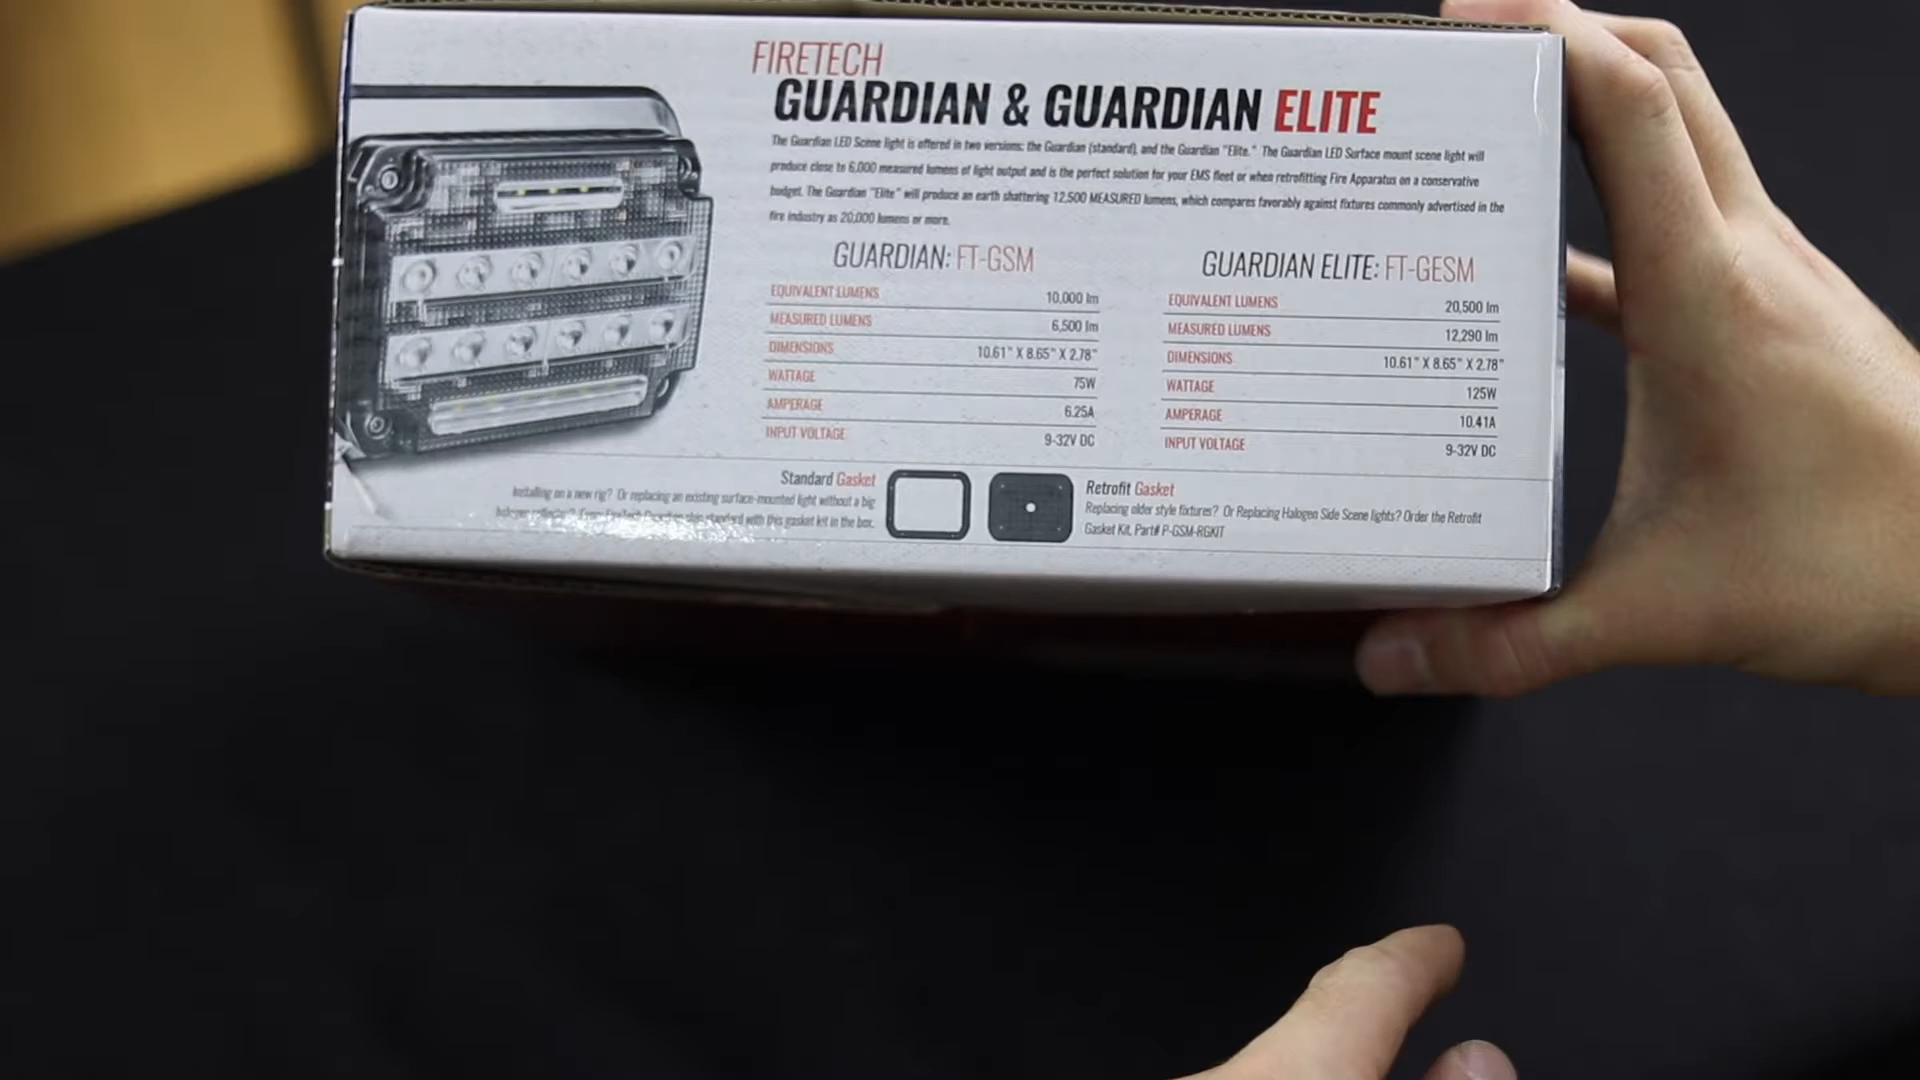 FIRETECH
GUARDIAN & GUARDIAN ELITE
The Guardian LED Scene light is offered in two versions; the Guardian (standard), and the Guardian "Elite." The Guardian LED Surface mount scene light will
produce close to 6,000 measured lumens of light output and is the perfect solution for your EMS fleet or when retrofitting Fire Apparatus on a conservative
budget. The Guardian "Elite" will produce an earth shattering 12,500 MEASURED lumens, which compares favorably against fixtures commonly advertised in the
fire industry as 20,000 lumens or more.
GUARDIAN: FT-GSM
EQUIVALENT LUMENS 10,000 lm
MEASURED LUMENS 6,500 lm
DIMENSIONS 10.61" X 8.65" X 2.78"
WATTAGE 75W
AMPERAGE 6.25A
INPUT VOLTAGE 9-32V DC
GUARDIAN ELITE: FT-GESM
EQUIVALENT LUMENS 20,500 lm
MEASURED LUMENS 12,290 lm
DIMENSIONS 10.61" X 8.65" X 2.78"
WATTAGE 125W
AMPERAGE 10.41A
INPUT VOLTAGE 9-32V DC
Standard Gasket
Installing on a new rig? Or replacing an existing surface-mounted light without a big
halogen reflector? Every FireTech Guardian ships standard with this gasket kit in the box.
Retrofit Gasket
Replacing older style fixtures? Or Replacing Halogen Side Scene lights? Order the Retrofit
Gasket Kit, Part# P-GSM-RGKIT